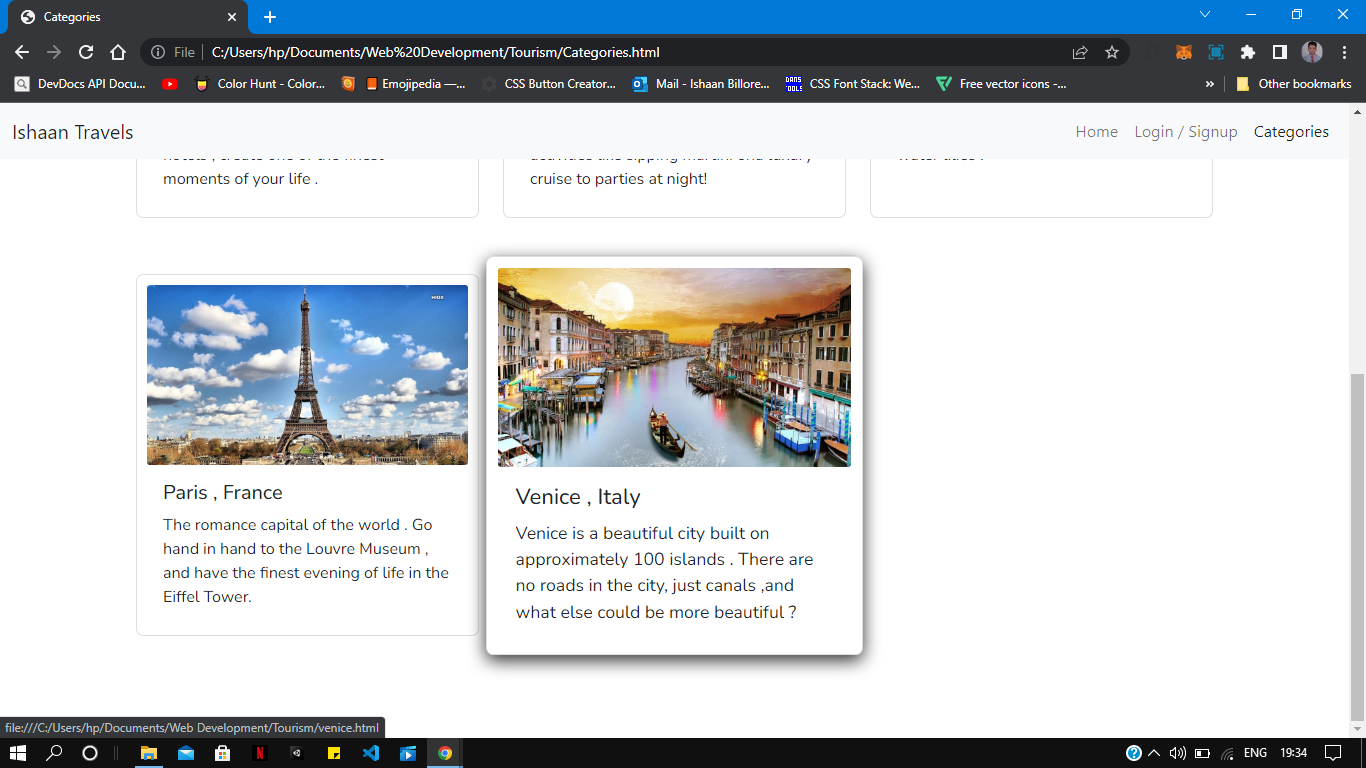 Categories
File
C:/Users/hp/Documents/Web%20Development/Tourism/Categories.html
DevDocs API Docu...
Color Hunt - Color...
Emojipedia —...
CSS Button Creator...
Mail - Ishaan Billore...
DANS TOOLS
CSS Font Stack: We...
Free vector icons -...
»
Other bookmarks
Ishaan Travels
Home
Login / Signup
Categories
moments of your life .
cruise to parties at night!
Paris , France
The romance capital of the world . Go
hand in hand to the Louvre Museum ,
and have the finest evening of life in the
Eiffel Tower.
Venice , Italy
Venice is a beautiful city built on
approximately 100 islands . There are
no roads in the city, just canals ,and
what else could be more beautiful ?
file:///C:/Users/hp/Documents/Web Development/Tourism/venice.html
ENG
19:34